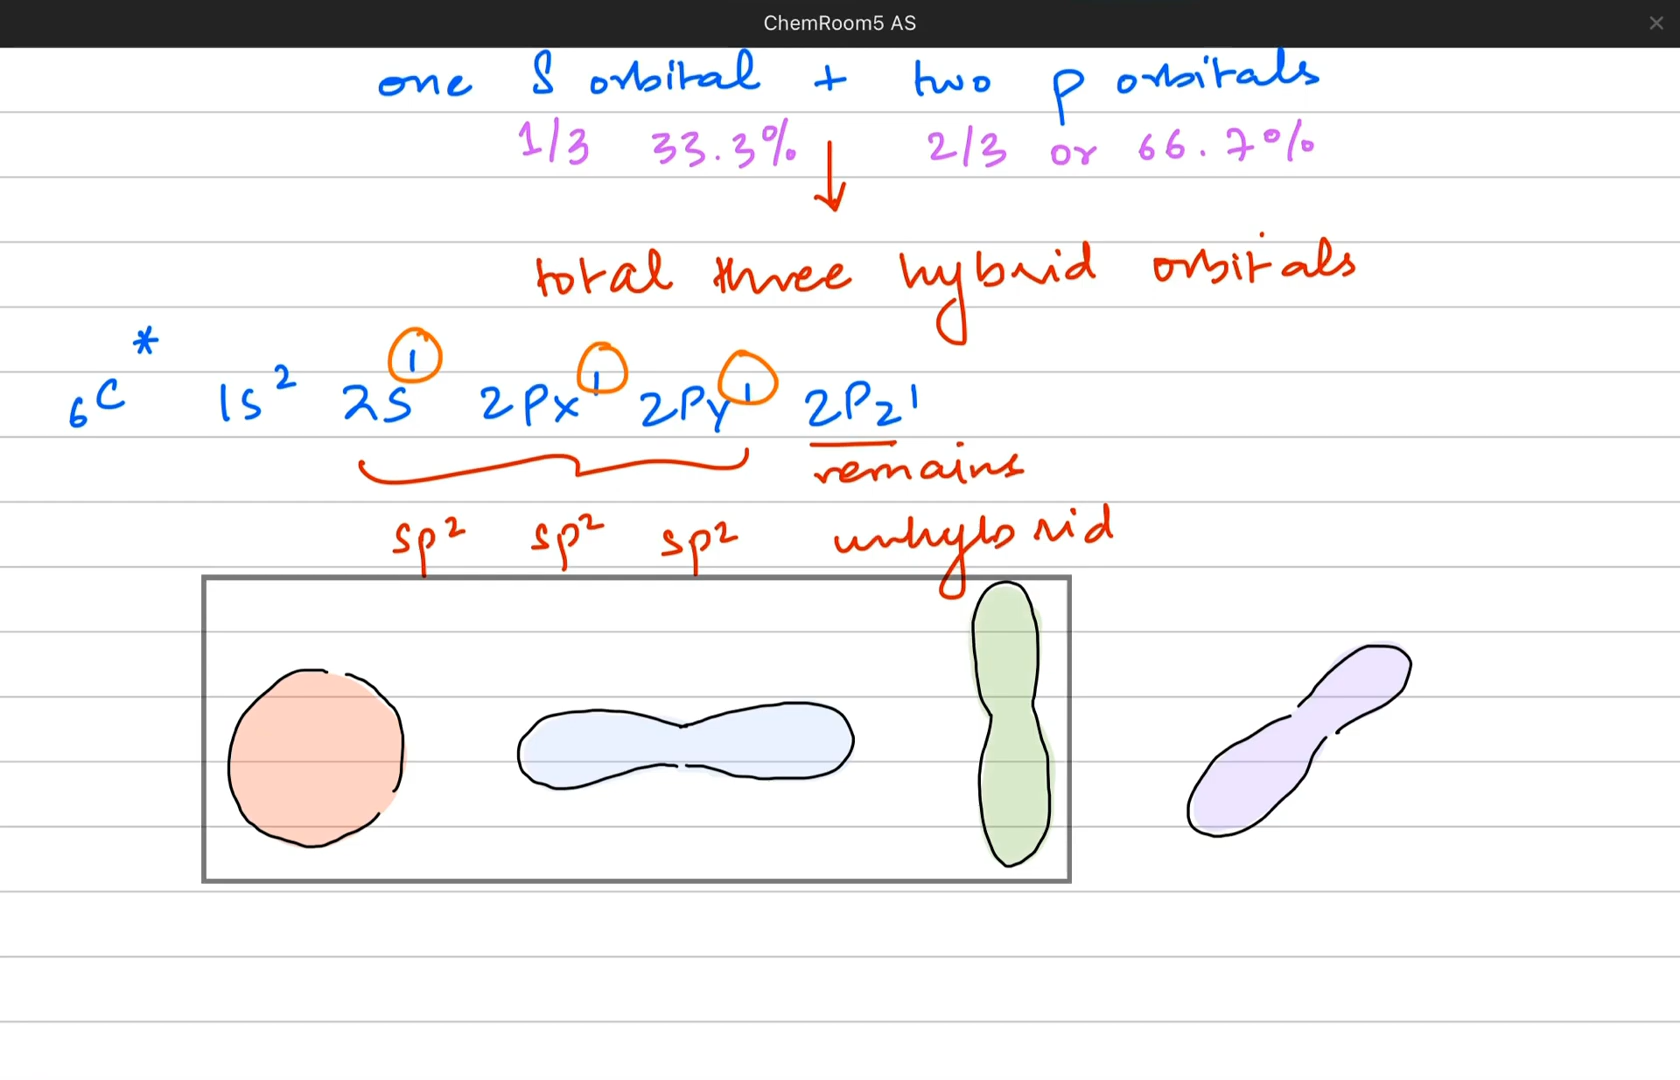 ChemRoom5 AS
one S orbital + two p orbitals
1/3 33.3% 2/3 or 66.7%
total three hybrid orbitals
₆C* 1s² 2s¹ 2Px¹ 2Py¹ 2Pz¹
remains
sp² sp² sp² unhybrid